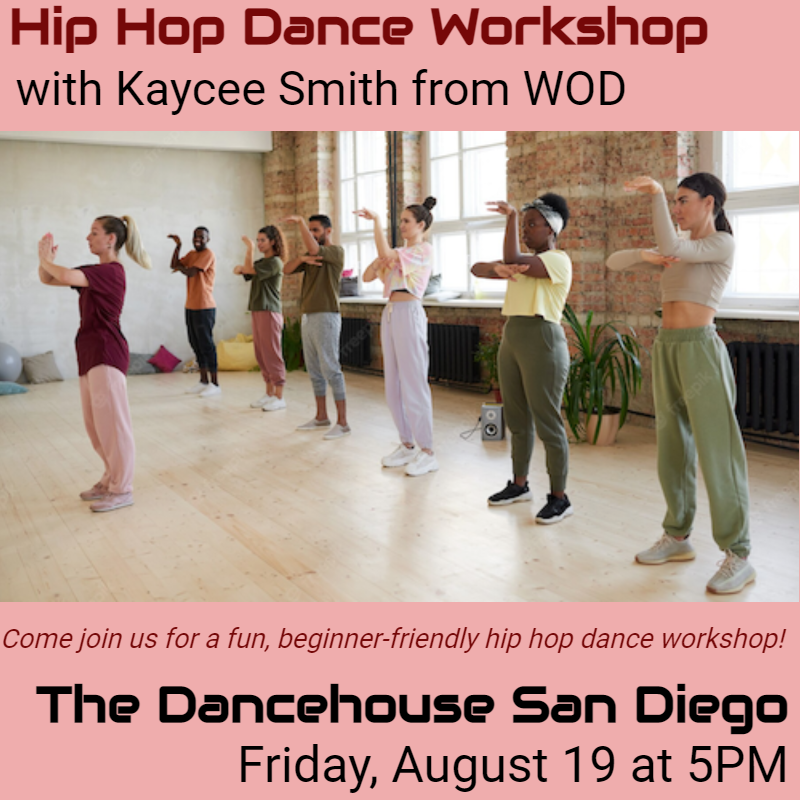 Hip Hop Dance Workshop
with Kaycee Smith from WOD
Come join us for a fun, beginner-friendly hip hop dance workshop!
The Dancehouse San Diego
Friday, August 19 at 5PM